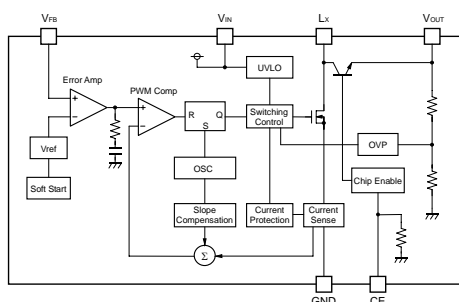 VFB VIN LX VOUT
Error Amp
PWM Comp
UVLO
+
−
+
−
R Q
S
Switching
Control
Vref
OVP
Soft Start
OSC
Chip Enable
Slope
Compensation
Current
Protection
Current
Sense
Σ
GND CE